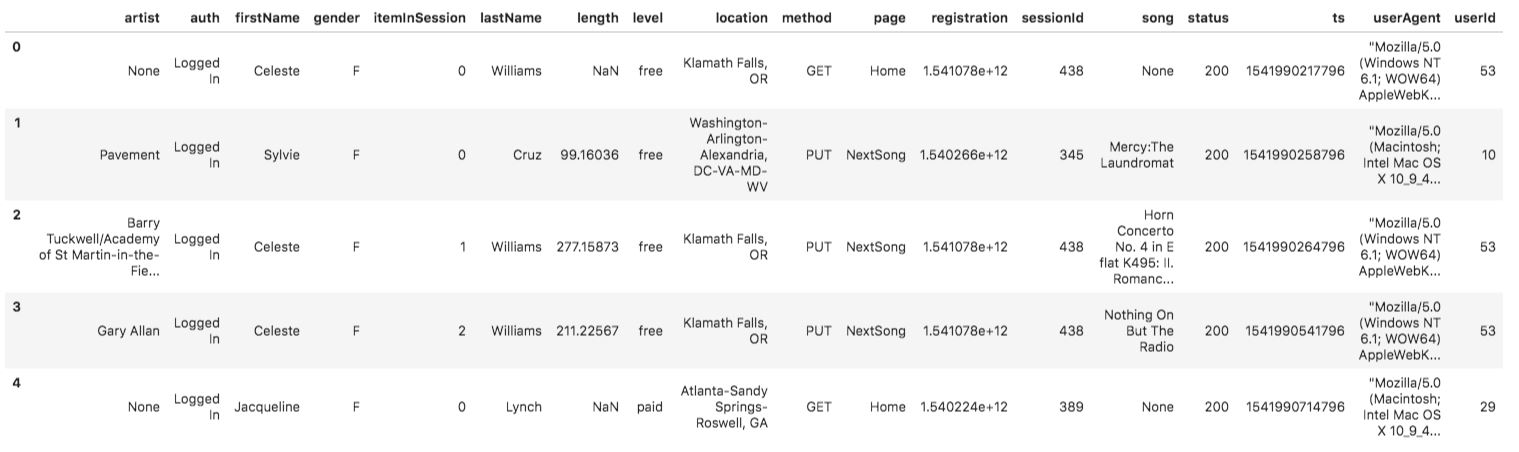 artist auth firstName gender itemInSession lastName length level location method page registration sessionId song status ts userAgent userId
0
None Logged In Celeste F 0 Williams NaN free Klamath Falls, OR GET Home 1.541078e+12 438 None 200 1541990217796 "Mozilla/5.0 (Windows NT 6.1; WOW64) AppleWebK... 53
1
Pavement Logged In Sylvie F 0 Cruz 99.16036 free Washington-Arlington-Alexandria, DC-VA-MD-WV PUT NextSong 1.540266e+12 345 Mercy:The Laundromat 200 1541990258796 "Mozilla/5.0 (Macintosh; Intel Mac OS X 10_9_4... 10
2
Barry Tuckwell/Academy of St Martin-in-the-Fie... Logged In Celeste F 1 Williams 277.15873 free Klamath Falls, OR PUT NextSong 1.541078e+12 438 Horn Concerto No. 4 in E flat K495: II. Romanc... 200 1541990264796 "Mozilla/5.0 (Windows NT 6.1; WOW64) AppleWebK... 53
3
Gary Allan Logged In Celeste F 2 Williams 211.22567 free Klamath Falls, OR PUT NextSong 1.541078e+12 438 Nothing On But The Radio 200 1541990541796 "Mozilla/5.0 (Windows NT 6.1; WOW64) AppleWebK... 53
4
None Logged In Jacqueline F 0 Lynch NaN paid Atlanta-Sandy Springs-Roswell, GA GET Home 1.540224e+12 389 None 200 1541990714796 "Mozilla/5.0 (Macintosh; Intel Mac OS X 10_9_4... 29